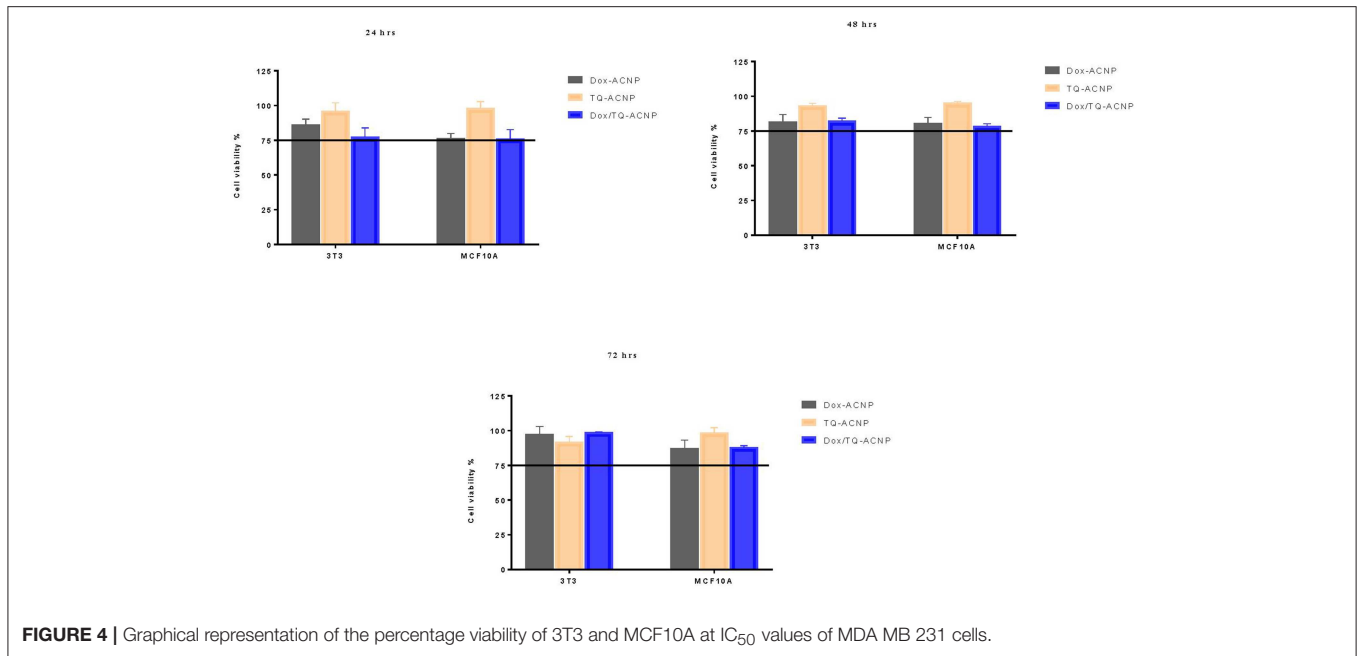 24 hrs
125
100
75
50
25
0
Cell viability %
3T3
MCF10A
Dox-ACNP
TQ-ACNP
Dox/TQ-ACNP
48 hrs
125
100
75
50
25
0
Cell viability %
3T3
MCF10A
Dox-ACNP
TQ-ACNP
Dox/TQ-ACNP
72 hrs
125
100
75
50
25
0
Cell viability %
3T3
MCF10A
Dox-ACNP
TQ-ACNP
Dox/TQ-ACNP
FIGURE 4 | Graphical representation of the percentage viability of 3T3 and MCF10A at IC50 values of MDA MB 231 cells.